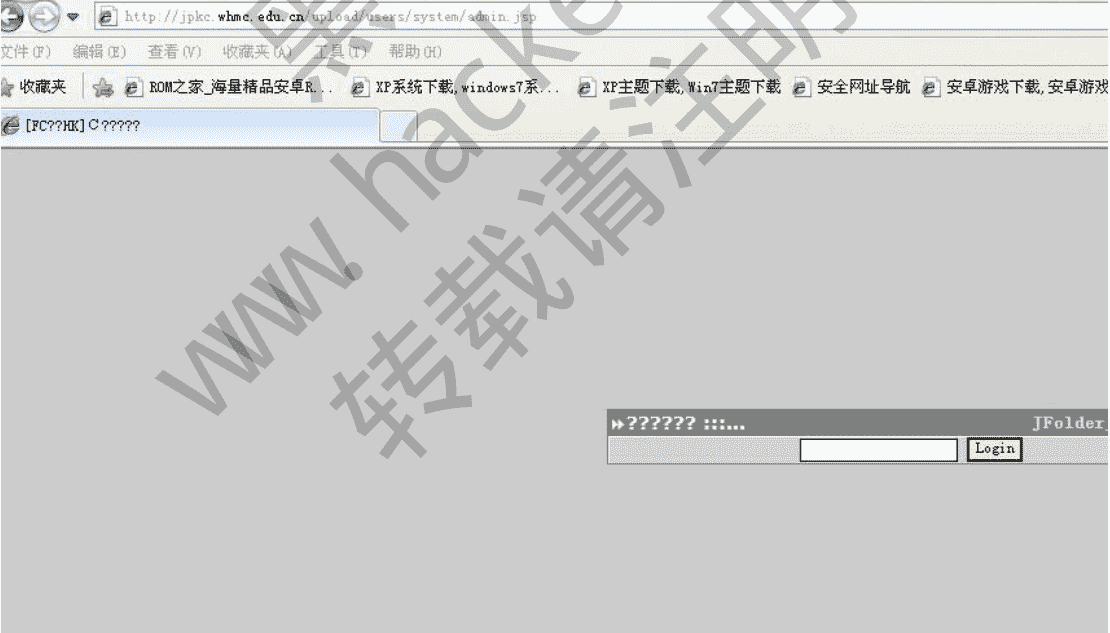 http://jpkc.whmc.edu.cn/upload/users/system/admin.jsp
文件(F) 编辑(E) 查看(V) 收藏夹(A) 工具(T) 帮助(H)
收藏夹 ROM之家_海量精品安卓R... XP系统下载,windows7系... XP主题下载,Win7主题下载 安全网址导航 安卓游戏下载,安卓游戏
[FC??HK] C ?????
www.hacke
转载请注明
?????? :::... JFolder_
Login